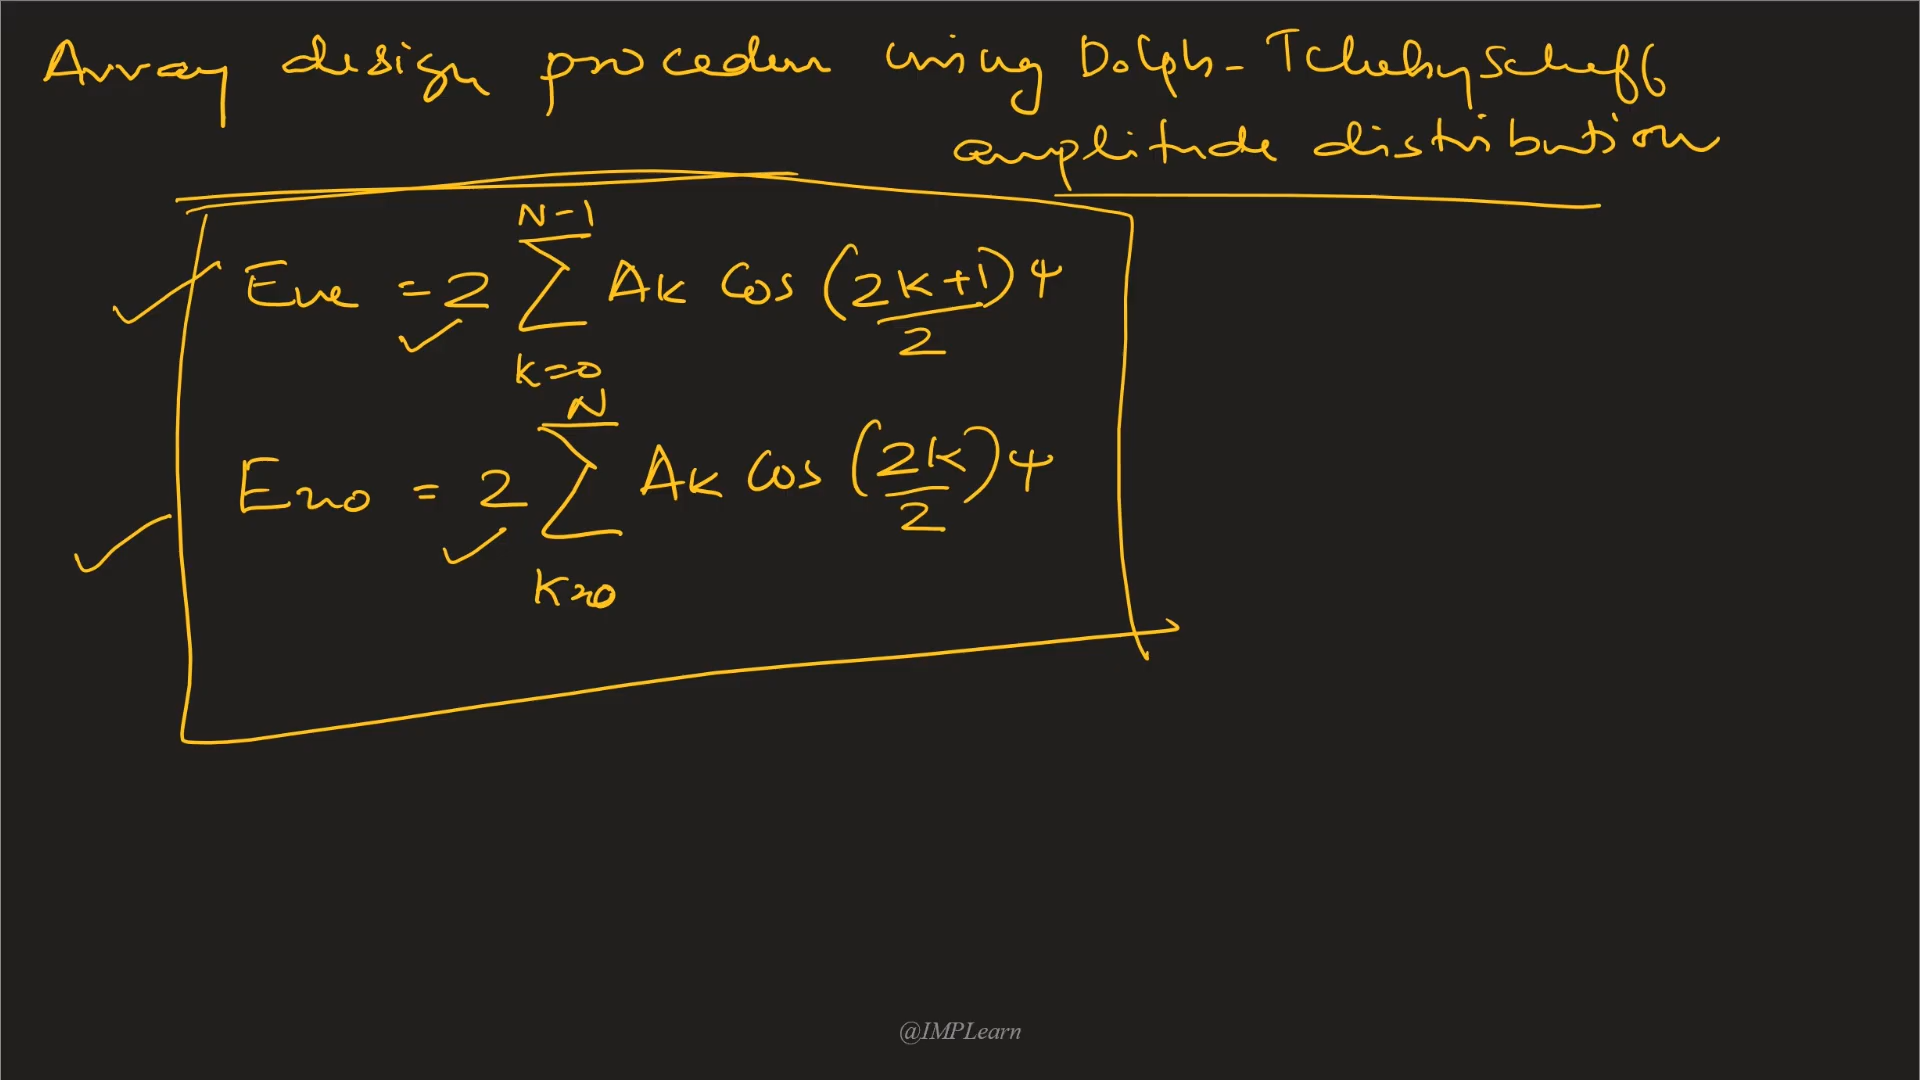 Array design procedure using Dolph-Tchebyscheff
amplitude distribution
Ene = 2 N-1 Σ k=0 Ak Cos (2k+1)/2 ψ
Eno = 2 N Σ k=0 Ak Cos (2k/2) ψ
@IMPLearn